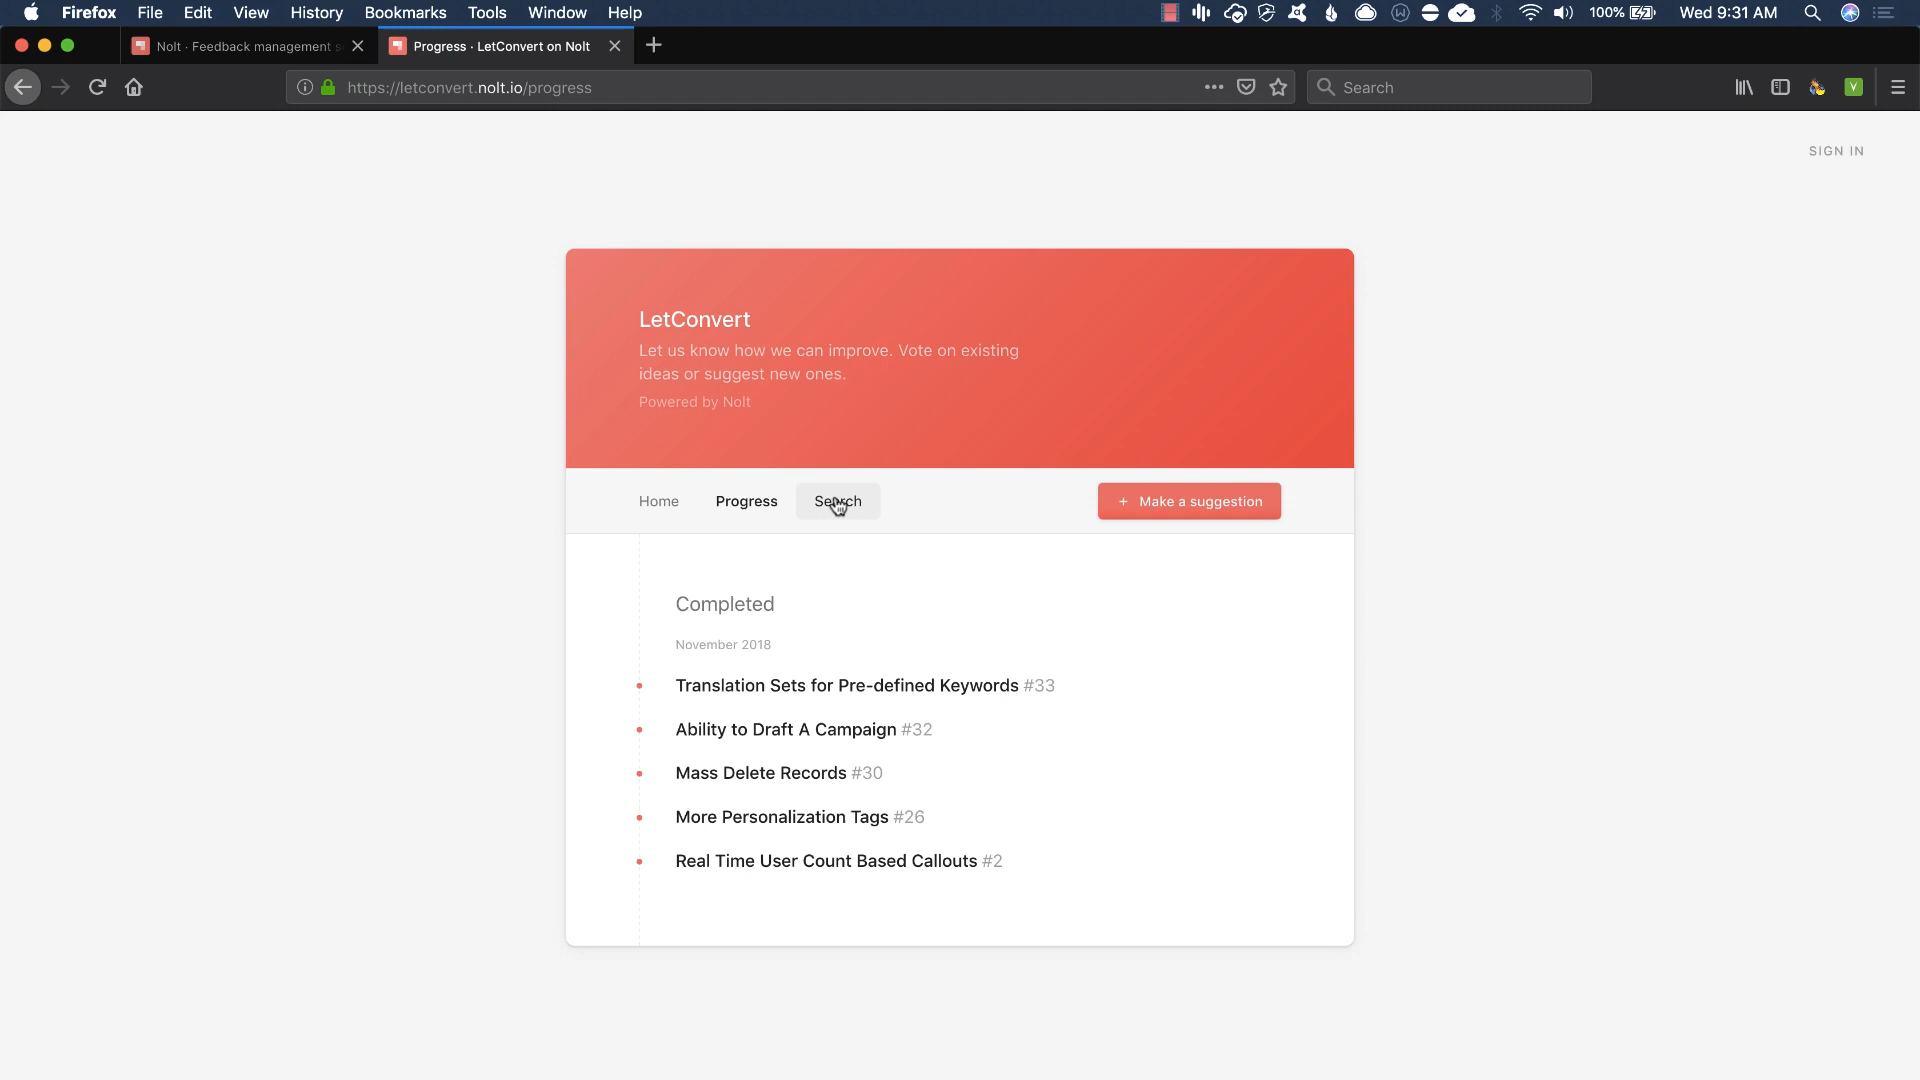 Firefox File Edit View History Bookmarks Tools Window Help 100% Wed 9:31 AM
Nolt · Feedback management s Progress · LetConvert on Nolt
https://letconvert.nolt.io/progress Search
SIGN IN
LetConvert
Let us know how we can improve. Vote on existing
ideas or suggest new ones.
Powered by Nolt
Home Progress Search + Make a suggestion
Completed
November 2018
Translation Sets for Pre-defined Keywords #33
Ability to Draft A Campaign #32
Mass Delete Records #30
More Personalization Tags #26
Real Time User Count Based Callouts #2